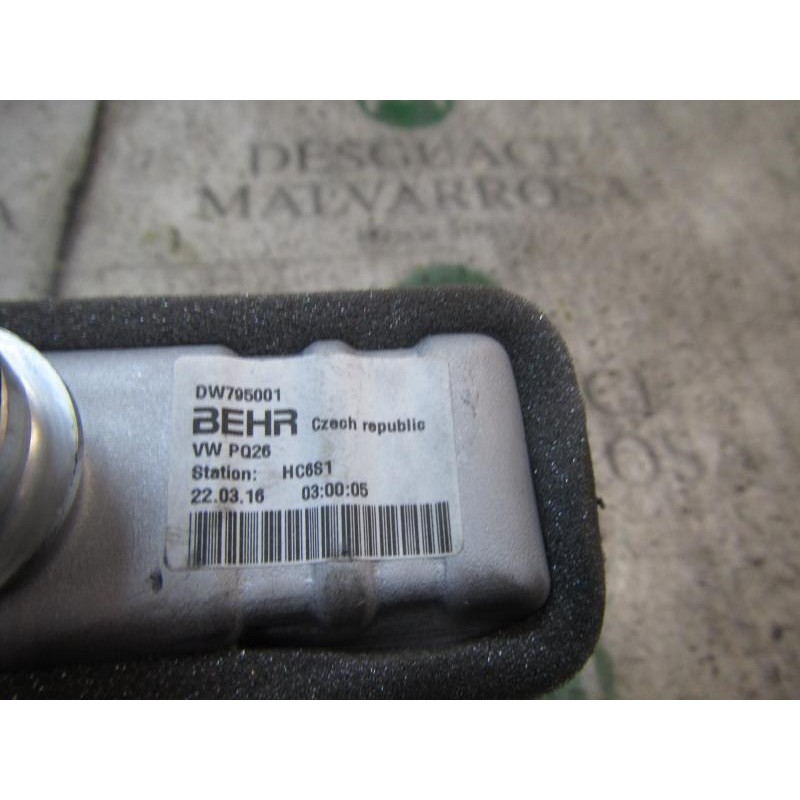 DESGUACE
MALVARROSA
DW795001
BEHR Czech republic
VW PQ26
Station: HC6S1
22.03.16 03:00:05